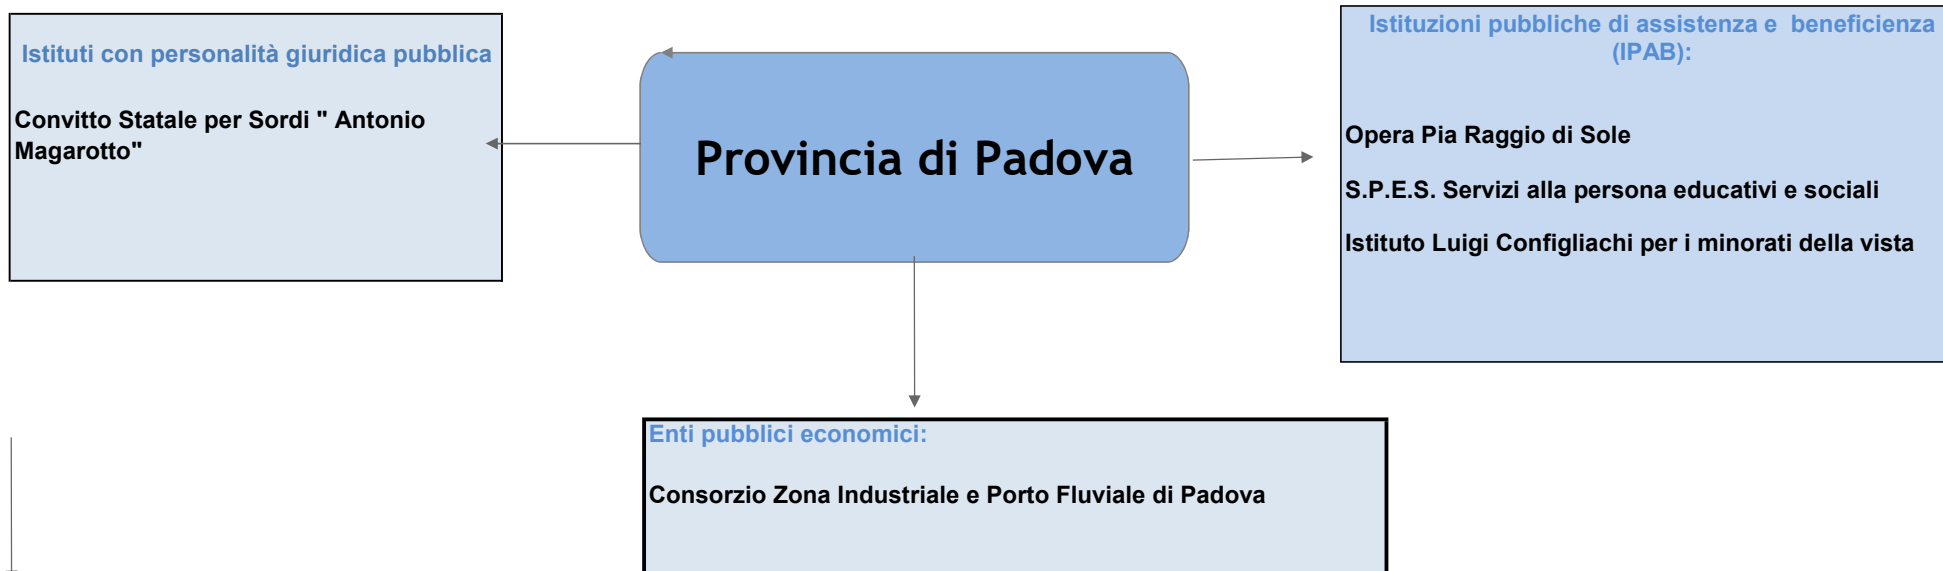 Istituti con personalità giuridica pubblica
Convitto Statale per Sordi " Antonio
Magarotto"
Provincia di Padova
Istituzioni pubbliche di assistenza e beneficienza
(IPAB):
Opera Pia Raggio di Sole
S.P.E.S. Servizi alla persona educativi e sociali
Istituto Luigi Configliachi per i minorati della vista
Enti pubblici economici:
Consorzio Zona Industriale e Porto Fluviale di Padova